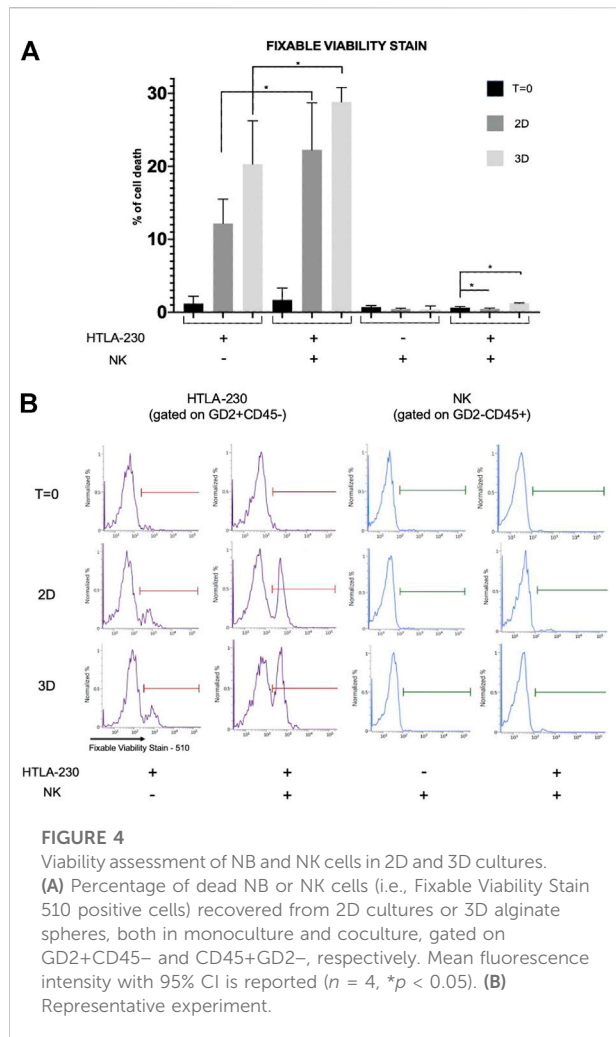 A
FIXABLE VIABILITY STAIN
% of cell death
30
20
10
0
*
*
*
*
T=0
2D
3D
HTLA-230 + + - +
NK - + + +
B
HTLA-230
(gated on GD2+CD45-)
NK
(gated on GD2-CD45+)
T=0
2D
3D
Normalized %
Fixable Viability Stain - 510
HTLA-230 + + - +
NK - + + +
FIGURE 4
Viability assessment of NB and NK cells in 2D and 3D cultures.
(A) Percentage of dead NB or NK cells (i.e., Fixable Viability Stain
510 positive cells) recovered from 2D cultures or 3D alginate
spheres, both in monoculture and coculture, gated on
GD2+CD45− and CD45+GD2−, respectively. Mean fluorescence
intensity with 95% CI is reported (n = 4, *p < 0.05). (B)
Representative experiment.